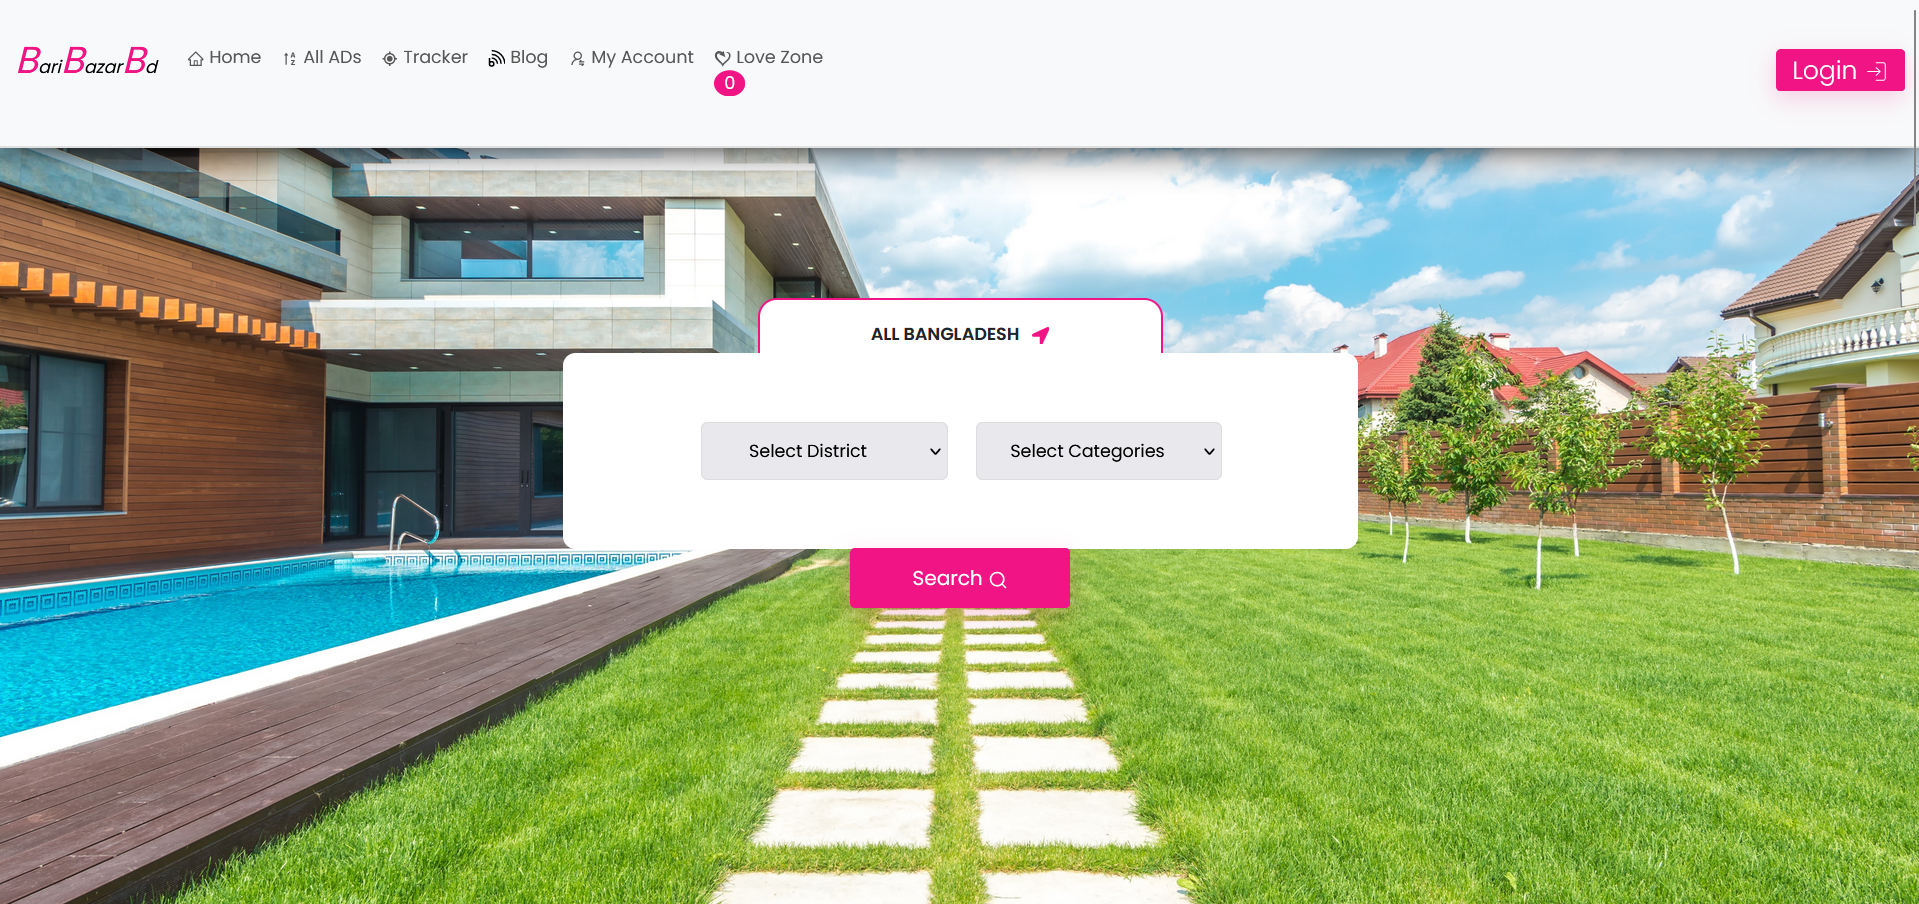 BariBazarBd
Home
All ADs
Tracker
Blog
My Account
Love Zone
0
Login
ALL BANGLADESH
Select District
Select Categories
Search